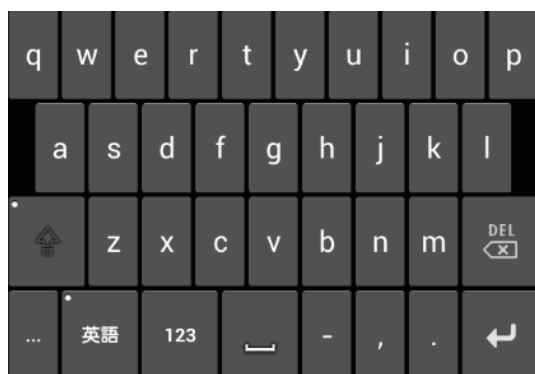 q w e r t y u i o p
a s d f g h j k l
z x c v b n m DEL
... 英語 123 - , .